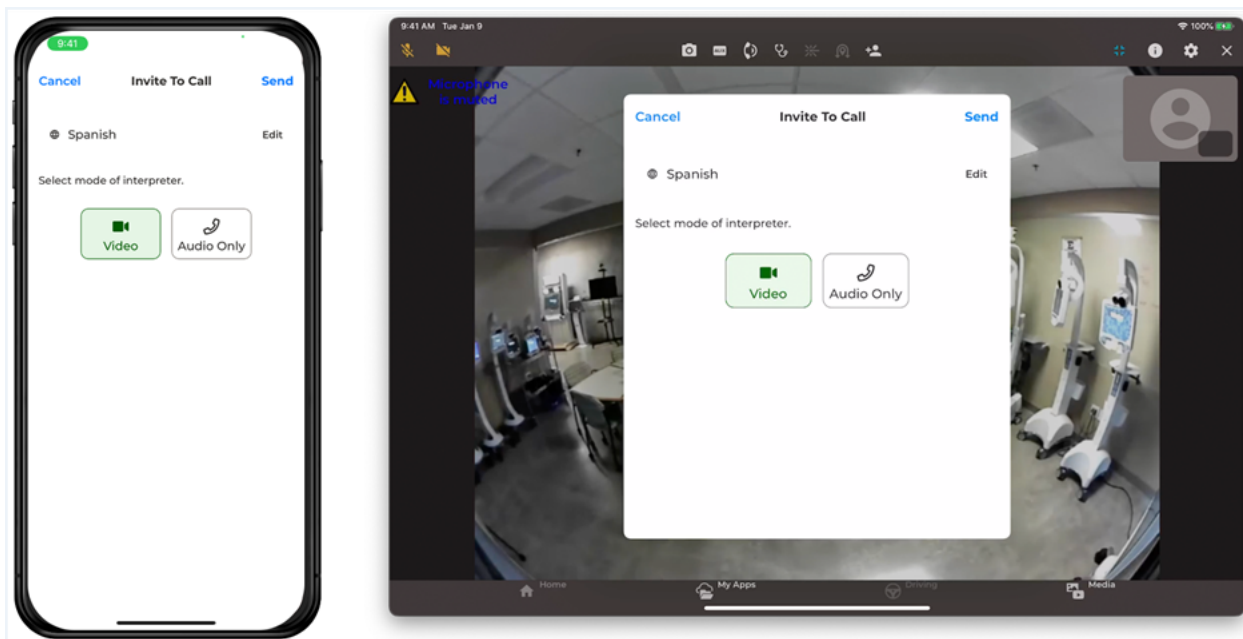 9:41
Cancel Invite To Call Send
Spanish Edit
Select mode of interpreter.
Video Audio Only
9:41 AM Tue Jan 9
100%
Microphone
is muted
Cancel Invite To Call Send
Spanish Edit
Select mode of interpreter.
Video Audio Only
Home My Apps Driving Media